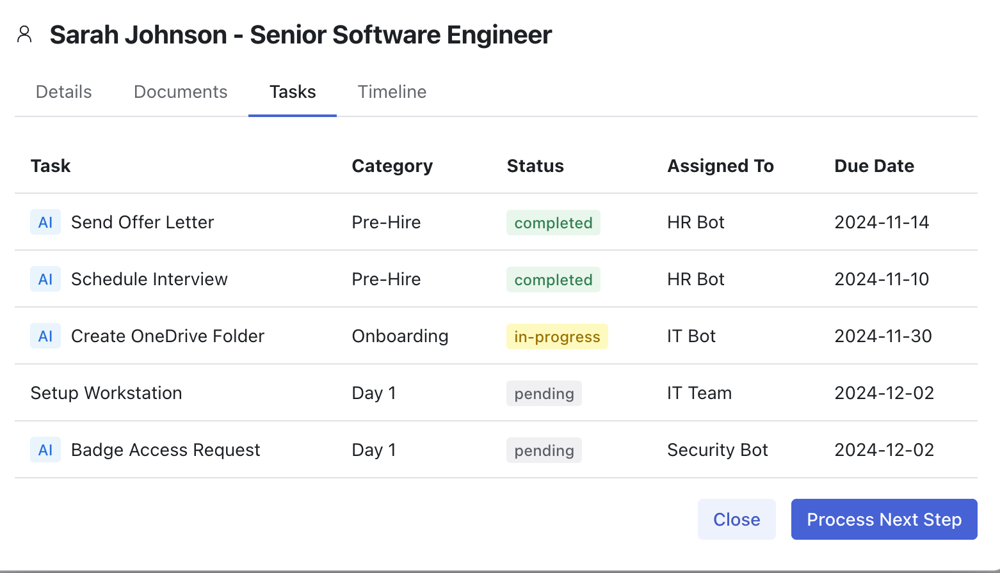 Sarah Johnson - Senior Software Engineer
Details Documents Tasks Timeline
Task Category Status Assigned To Due Date
AI Send Offer Letter Pre-Hire completed HR Bot 2024-11-14
AI Schedule Interview Pre-Hire completed HR Bot 2024-11-10
AI Create OneDrive Folder Onboarding in-progress IT Bot 2024-11-30
Setup Workstation Day 1 pending IT Team 2024-12-02
AI Badge Access Request Day 1 pending Security Bot 2024-12-02
Close Process Next Step